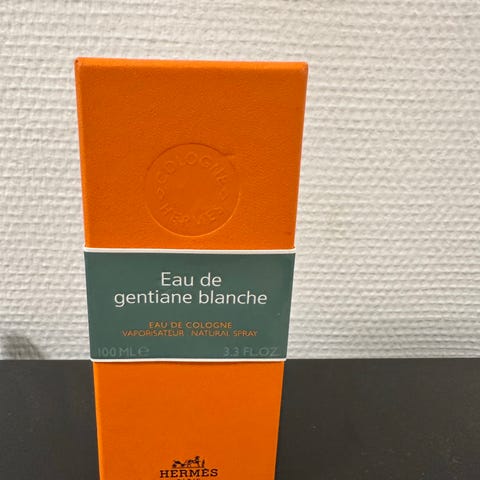 COLOGNE
HERMÈS
Eau de
gentiane blanche
EAU DE COLOGNE
VAPORISATEUR NATURAL SPRAY
100 ML ℮ 3.3 FL.OZ.
HERMÈS